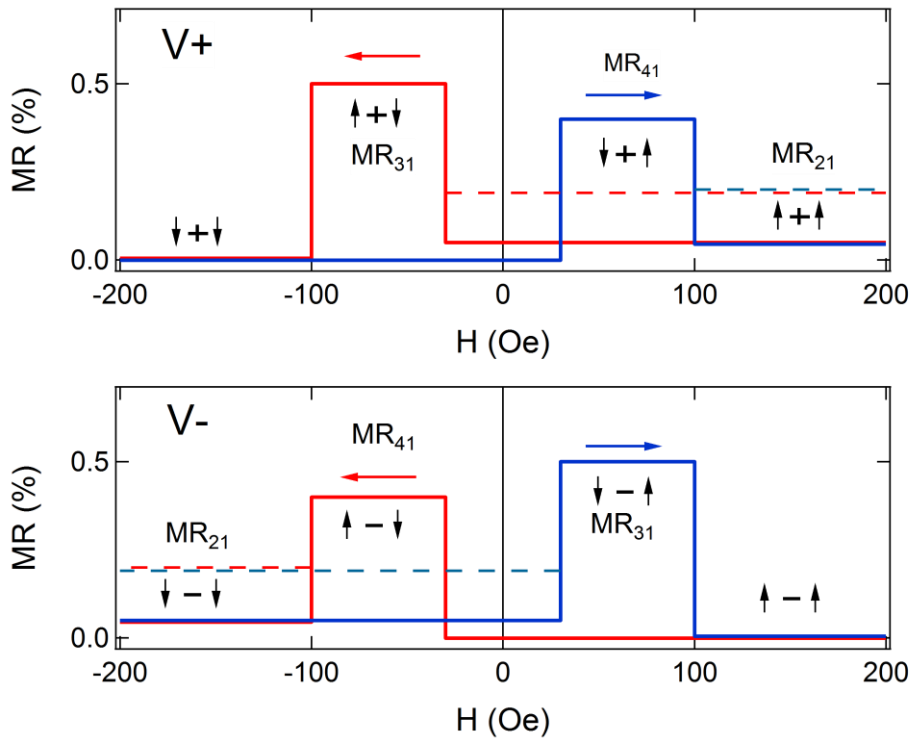 V+
MR (%)
0.5
0.0
↑+↓
MR₃₁
MR₄₁
↓+↑
MR₂₁
↑+↑
↓+↓
-200
-100
0
100
200
H (Oe)
V-
MR (%)
0.5
0.0
MR₄₁
↑−↓
MR₂₁
↓−↓
↓−↑
MR₃₁
↑−↑
-200
-100
0
100
200
H (Oe)